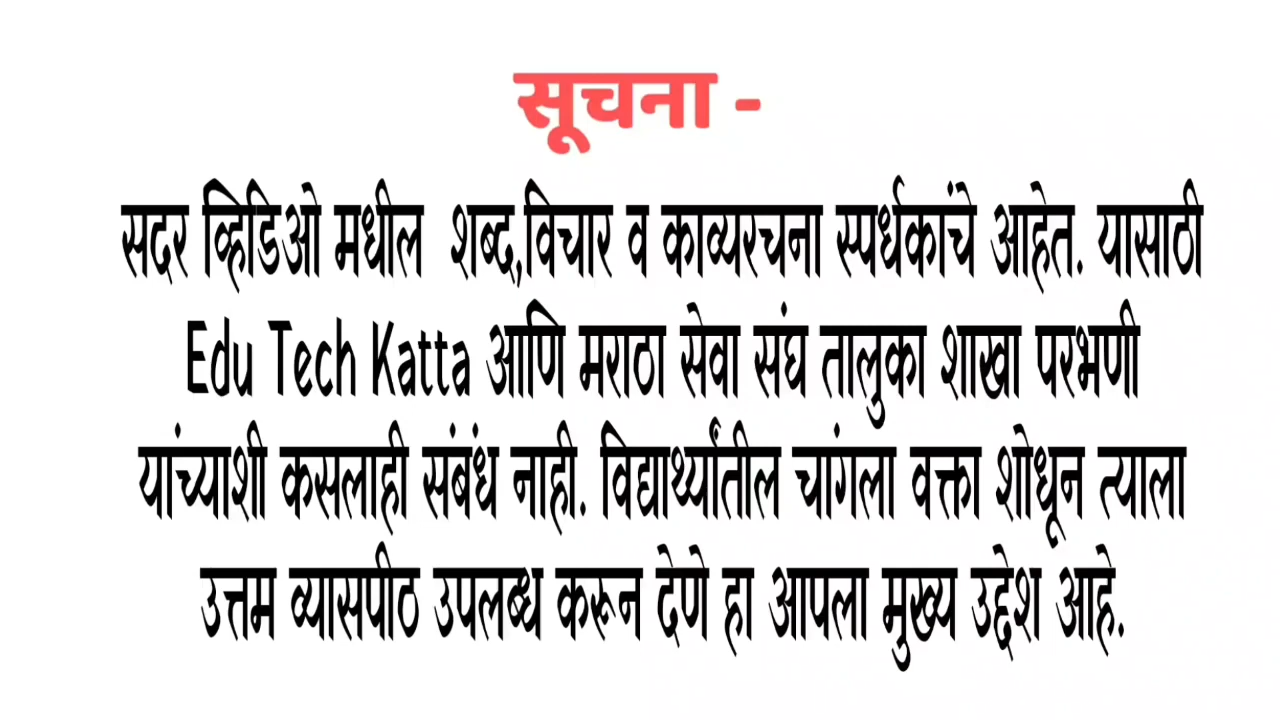 सूचना -
सदर व्हिडिओ मधील शब्द,विचार व काव्यरचना स्पर्धकांचे आहेत. यासाठी
Edu Tech Katta आणि मराठा सेवा संघ तालुका शाखा परभणी
यांच्याशी कसलाही संबंध नाही. विद्यार्थ्यांतील चांगला वक्ता शोधून त्याला
उत्तम व्यासपीठ उपलब्ध करून देणे हा आपला मुख्य उद्देश आहे.